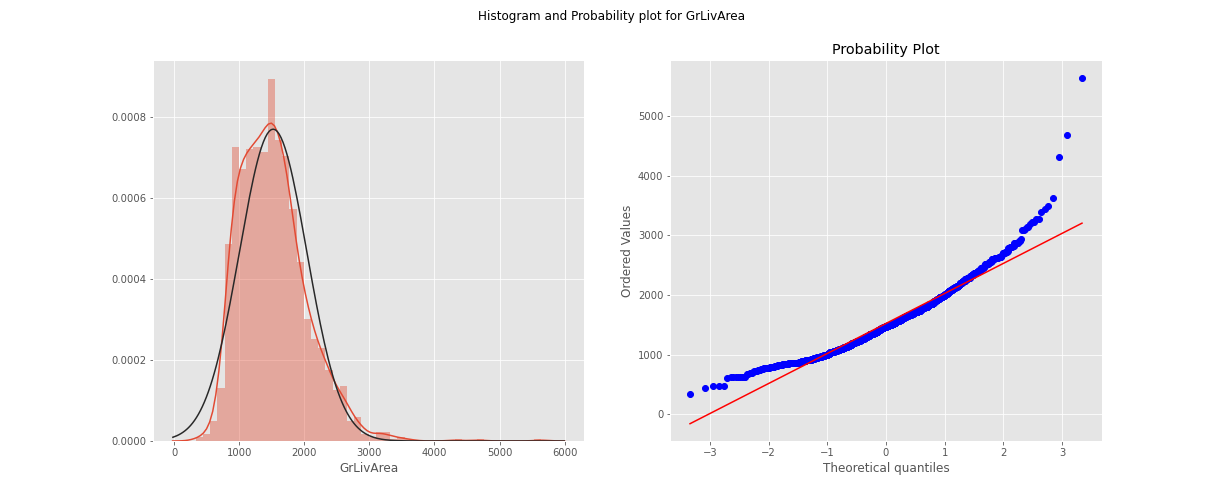 Histogram and Probability plot for GrLivArea
0.0008
0.0006
0.0004
0.0002
0.0000
0 1000 2000 3000 4000 5000 6000
GrLivArea
Probability Plot
Ordered Values
5000
4000
3000
2000
1000
0
−3 −2 −1 0 1 2 3
Theoretical quantiles